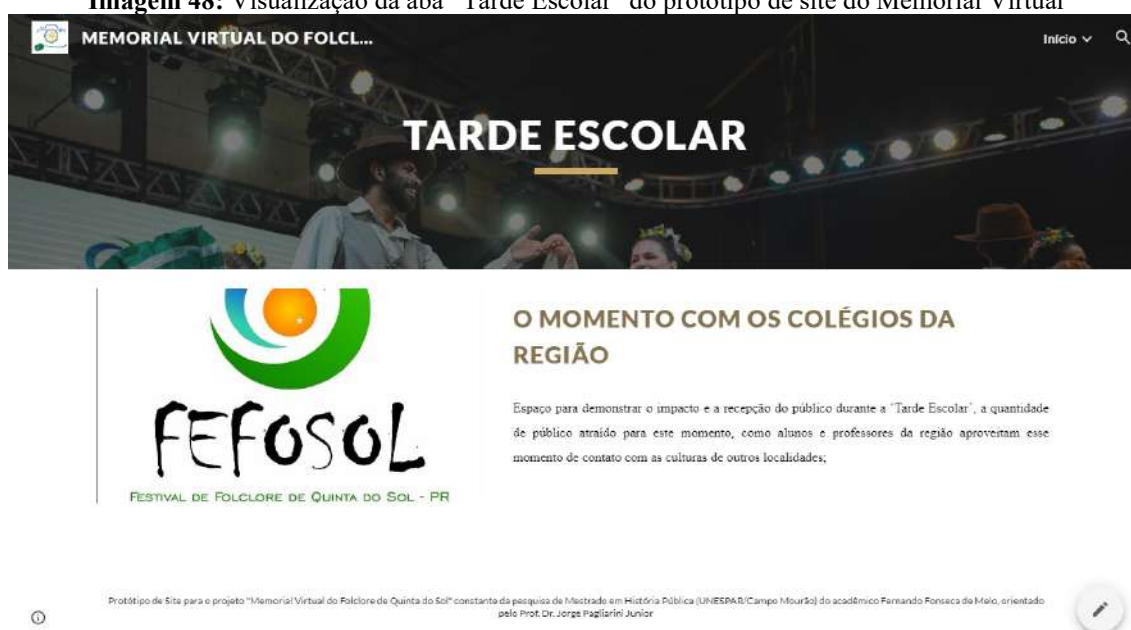 Imagem 48: Visualização da aba "Tarde Escolar" do protótipo de site do Memorial Virtual
MEMORIAL VIRTUAL DO FOLCL...
Início
TARDE ESCOLAR
FEFOSOL
FESTIVAL DE FOLCLORE DE QUINTA DO SOL - PR
O MOMENTO COM OS COLÉGIOS DA
REGIÃO
Espaço para demonstrar o impacto e a recepção do público durante a "Tarde Escolar", a quantidade
de público atraído para este momento, como alunos e professores da região aproveitam esse
momento de contato com as culturas de outros localidades;
Protótipo de Site para o projeto "Memorial Virtual do Folclore de Quinta do Sol" constante da pesquisa de Mestrado em História Pública (UNESPAR/Campo Mourão) do acadêmico Fernando Fonseca de Melo, orientado
pelo Prof. Dr. Jorge Pagliarini Junior